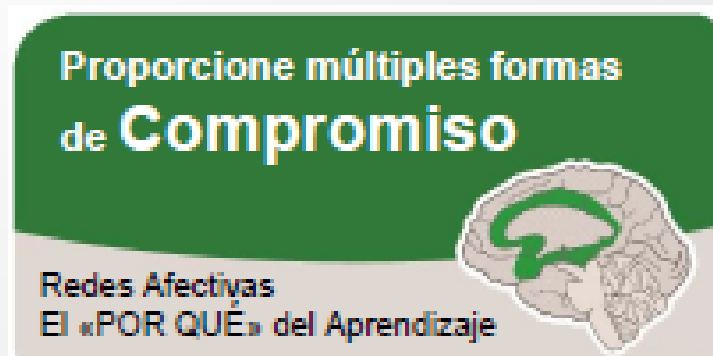 Proporcione múltiples formas
de Compromiso
Redes Afectivas
El «POR QUÉ» del Aprendizaje